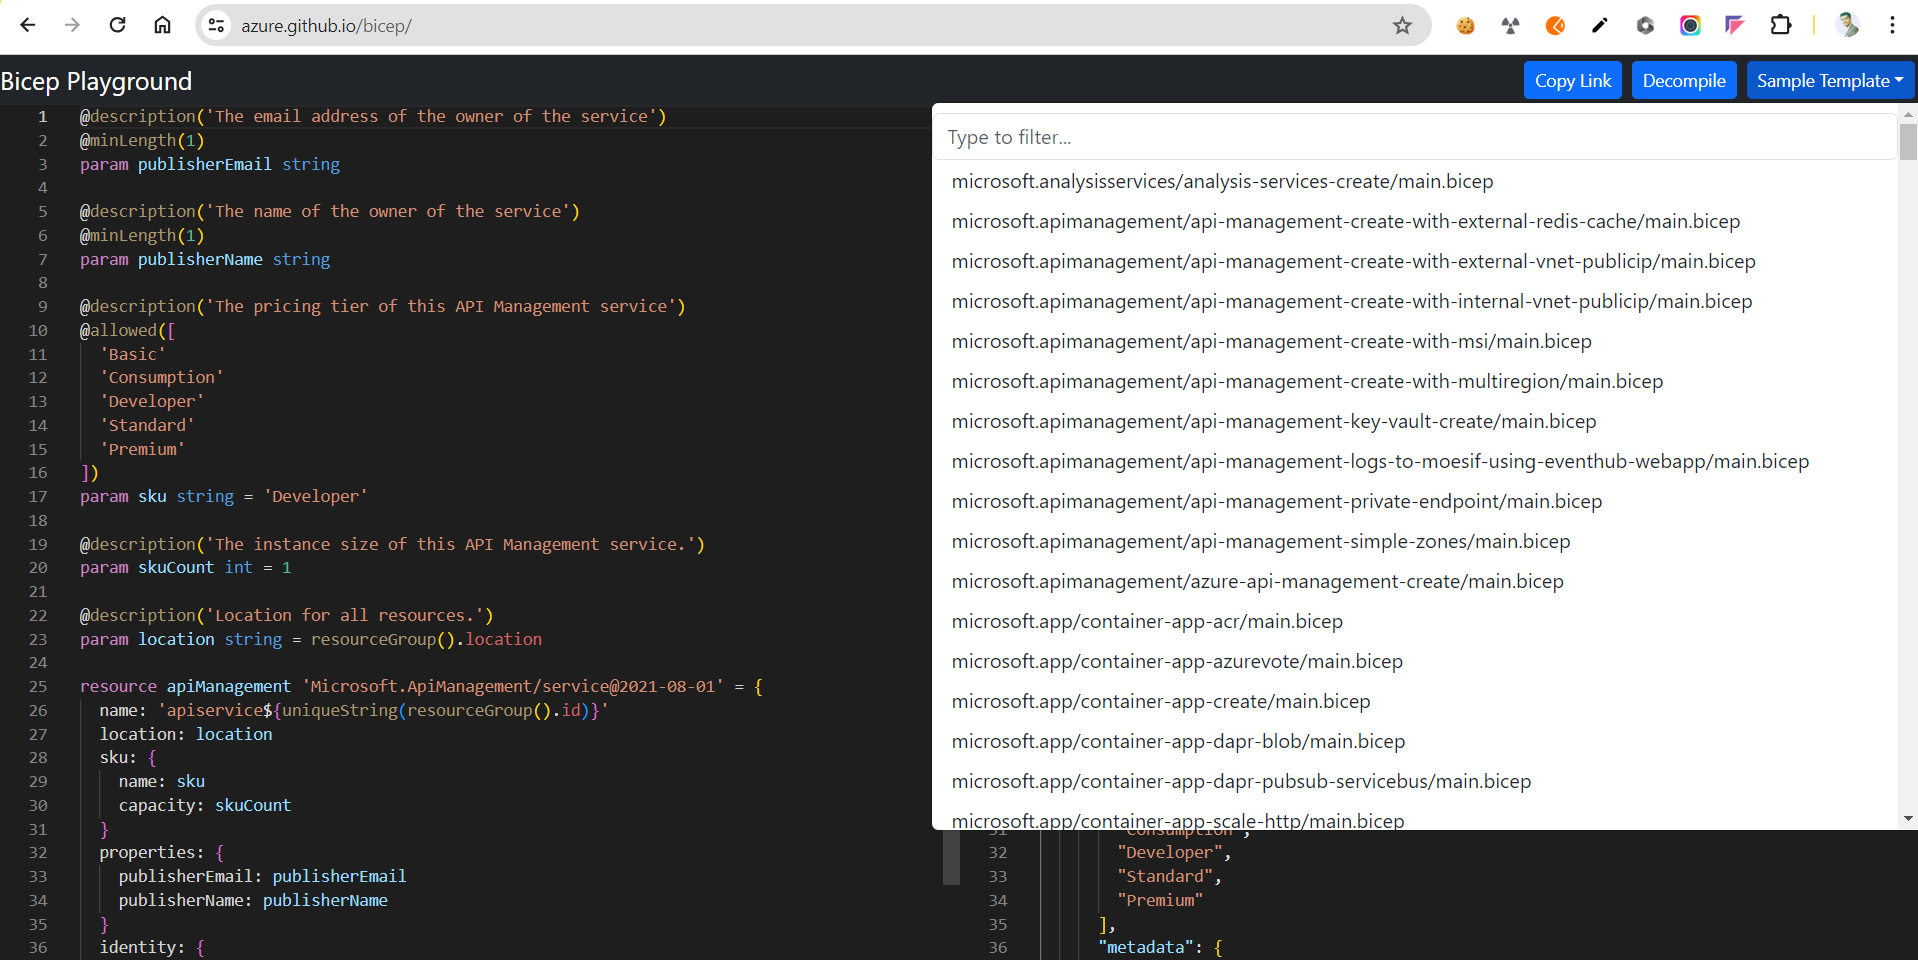 azure.github.io/bicep/
Bicep Playground
Copy Link
Decompile
Sample Template
1 @description('The email address of the owner of the service')
2 @minLength(1)
3 param publisherEmail string
4
5 @description('The name of the owner of the service')
6 @minLength(1)
7 param publisherName string
8
9 @description('The pricing tier of this API Management service')
10 @allowed([
11 'Basic'
12 'Consumption'
13 'Developer'
14 'Standard'
15 'Premium'
16 ])
17 param sku string = 'Developer'
18
19 @description('The instance size of this API Management service.')
20 param skuCount int = 1
21
22 @description('Location for all resources.')
23 param location string = resourceGroup().location
24
25 resource apiManagement 'Microsoft.ApiManagement/service@2021-08-01' = {
26 name: 'apiservice${uniqueString(resourceGroup().id)}'
27 location: location
28 sku: {
29 name: sku
30 capacity: skuCount
31 }
32 properties: {
33 publisherEmail: publisherEmail
34 publisherName: publisherName
35 }
36 identity: {
Type to filter...
microsoft.analysisservices/analysis-services-create/main.bicep
microsoft.apimanagement/api-management-create-with-external-redis-cache/main.bicep
microsoft.apimanagement/api-management-create-with-external-vnet-publicip/main.bicep
microsoft.apimanagement/api-management-create-with-internal-vnet-publicip/main.bicep
microsoft.apimanagement/api-management-create-with-msi/main.bicep
microsoft.apimanagement/api-management-create-with-multiregion/main.bicep
microsoft.apimanagement/api-management-key-vault-create/main.bicep
microsoft.apimanagement/api-management-logs-to-moesif-using-eventhub-webapp/main.bicep
microsoft.apimanagement/api-management-private-endpoint/main.bicep
microsoft.apimanagement/api-management-simple-zones/main.bicep
microsoft.apimanagement/azure-api-management-create/main.bicep
microsoft.app/container-app-acr/main.bicep
microsoft.app/container-app-azurevote/main.bicep
microsoft.app/container-app-create/main.bicep
microsoft.app/container-app-dapr-blob/main.bicep
microsoft.app/container-app-dapr-pubsub-servicebus/main.bicep
microsoft.app/container-app-scale-http/main.bicep
31 "Consumption",
32 "Developer",
33 "Standard",
34 "Premium"
35 ],
36 "metadata": {